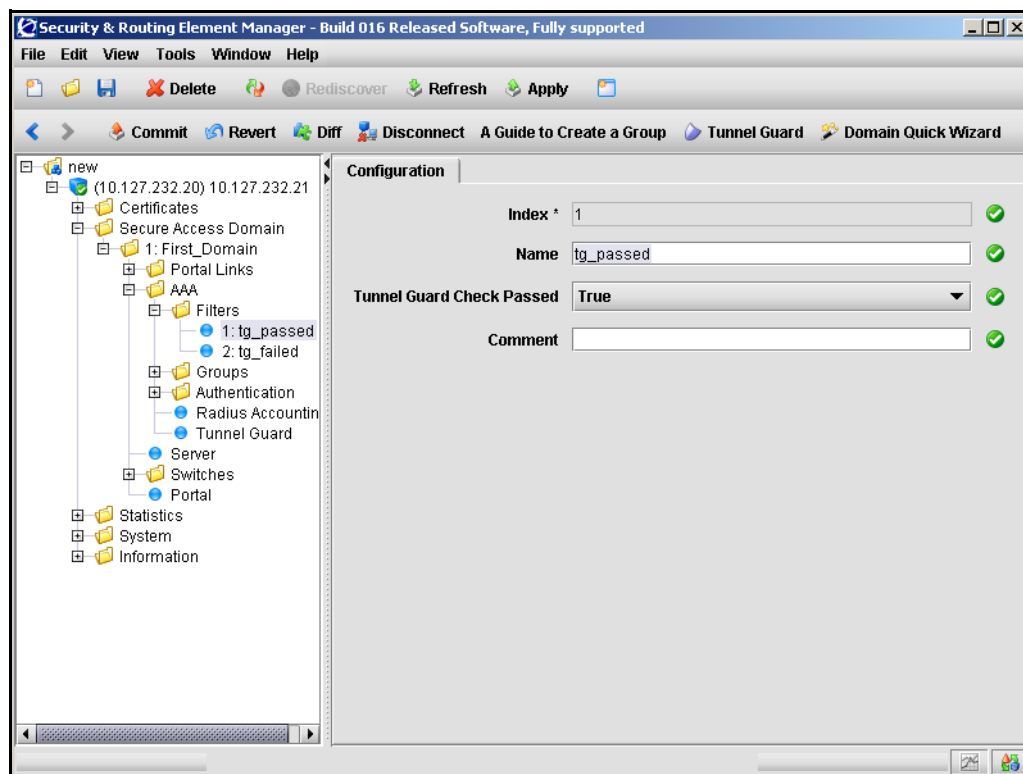 Security & Routing Element Manager - Build 016 Released Software, Fully supported
File Edit View Tools Window Help
Delete Rediscover Refresh Apply
Commit Revert Diff Disconnect A Guide to Create a Group Tunnel Guard Domain Quick Wizard
new
(10.127.232.20) 10.127.232.21
Certificates
Secure Access Domain
1: First_Domain
Portal Links
AAA
Filters
1: tg_passed
2: tg_failed
Groups
Authentication
Radius Accountin
Tunnel Guard
Server
Switches
Portal
Statistics
System
Information
Configuration
Index * 1
Name tg_passed
Tunnel Guard Check Passed True
Comment